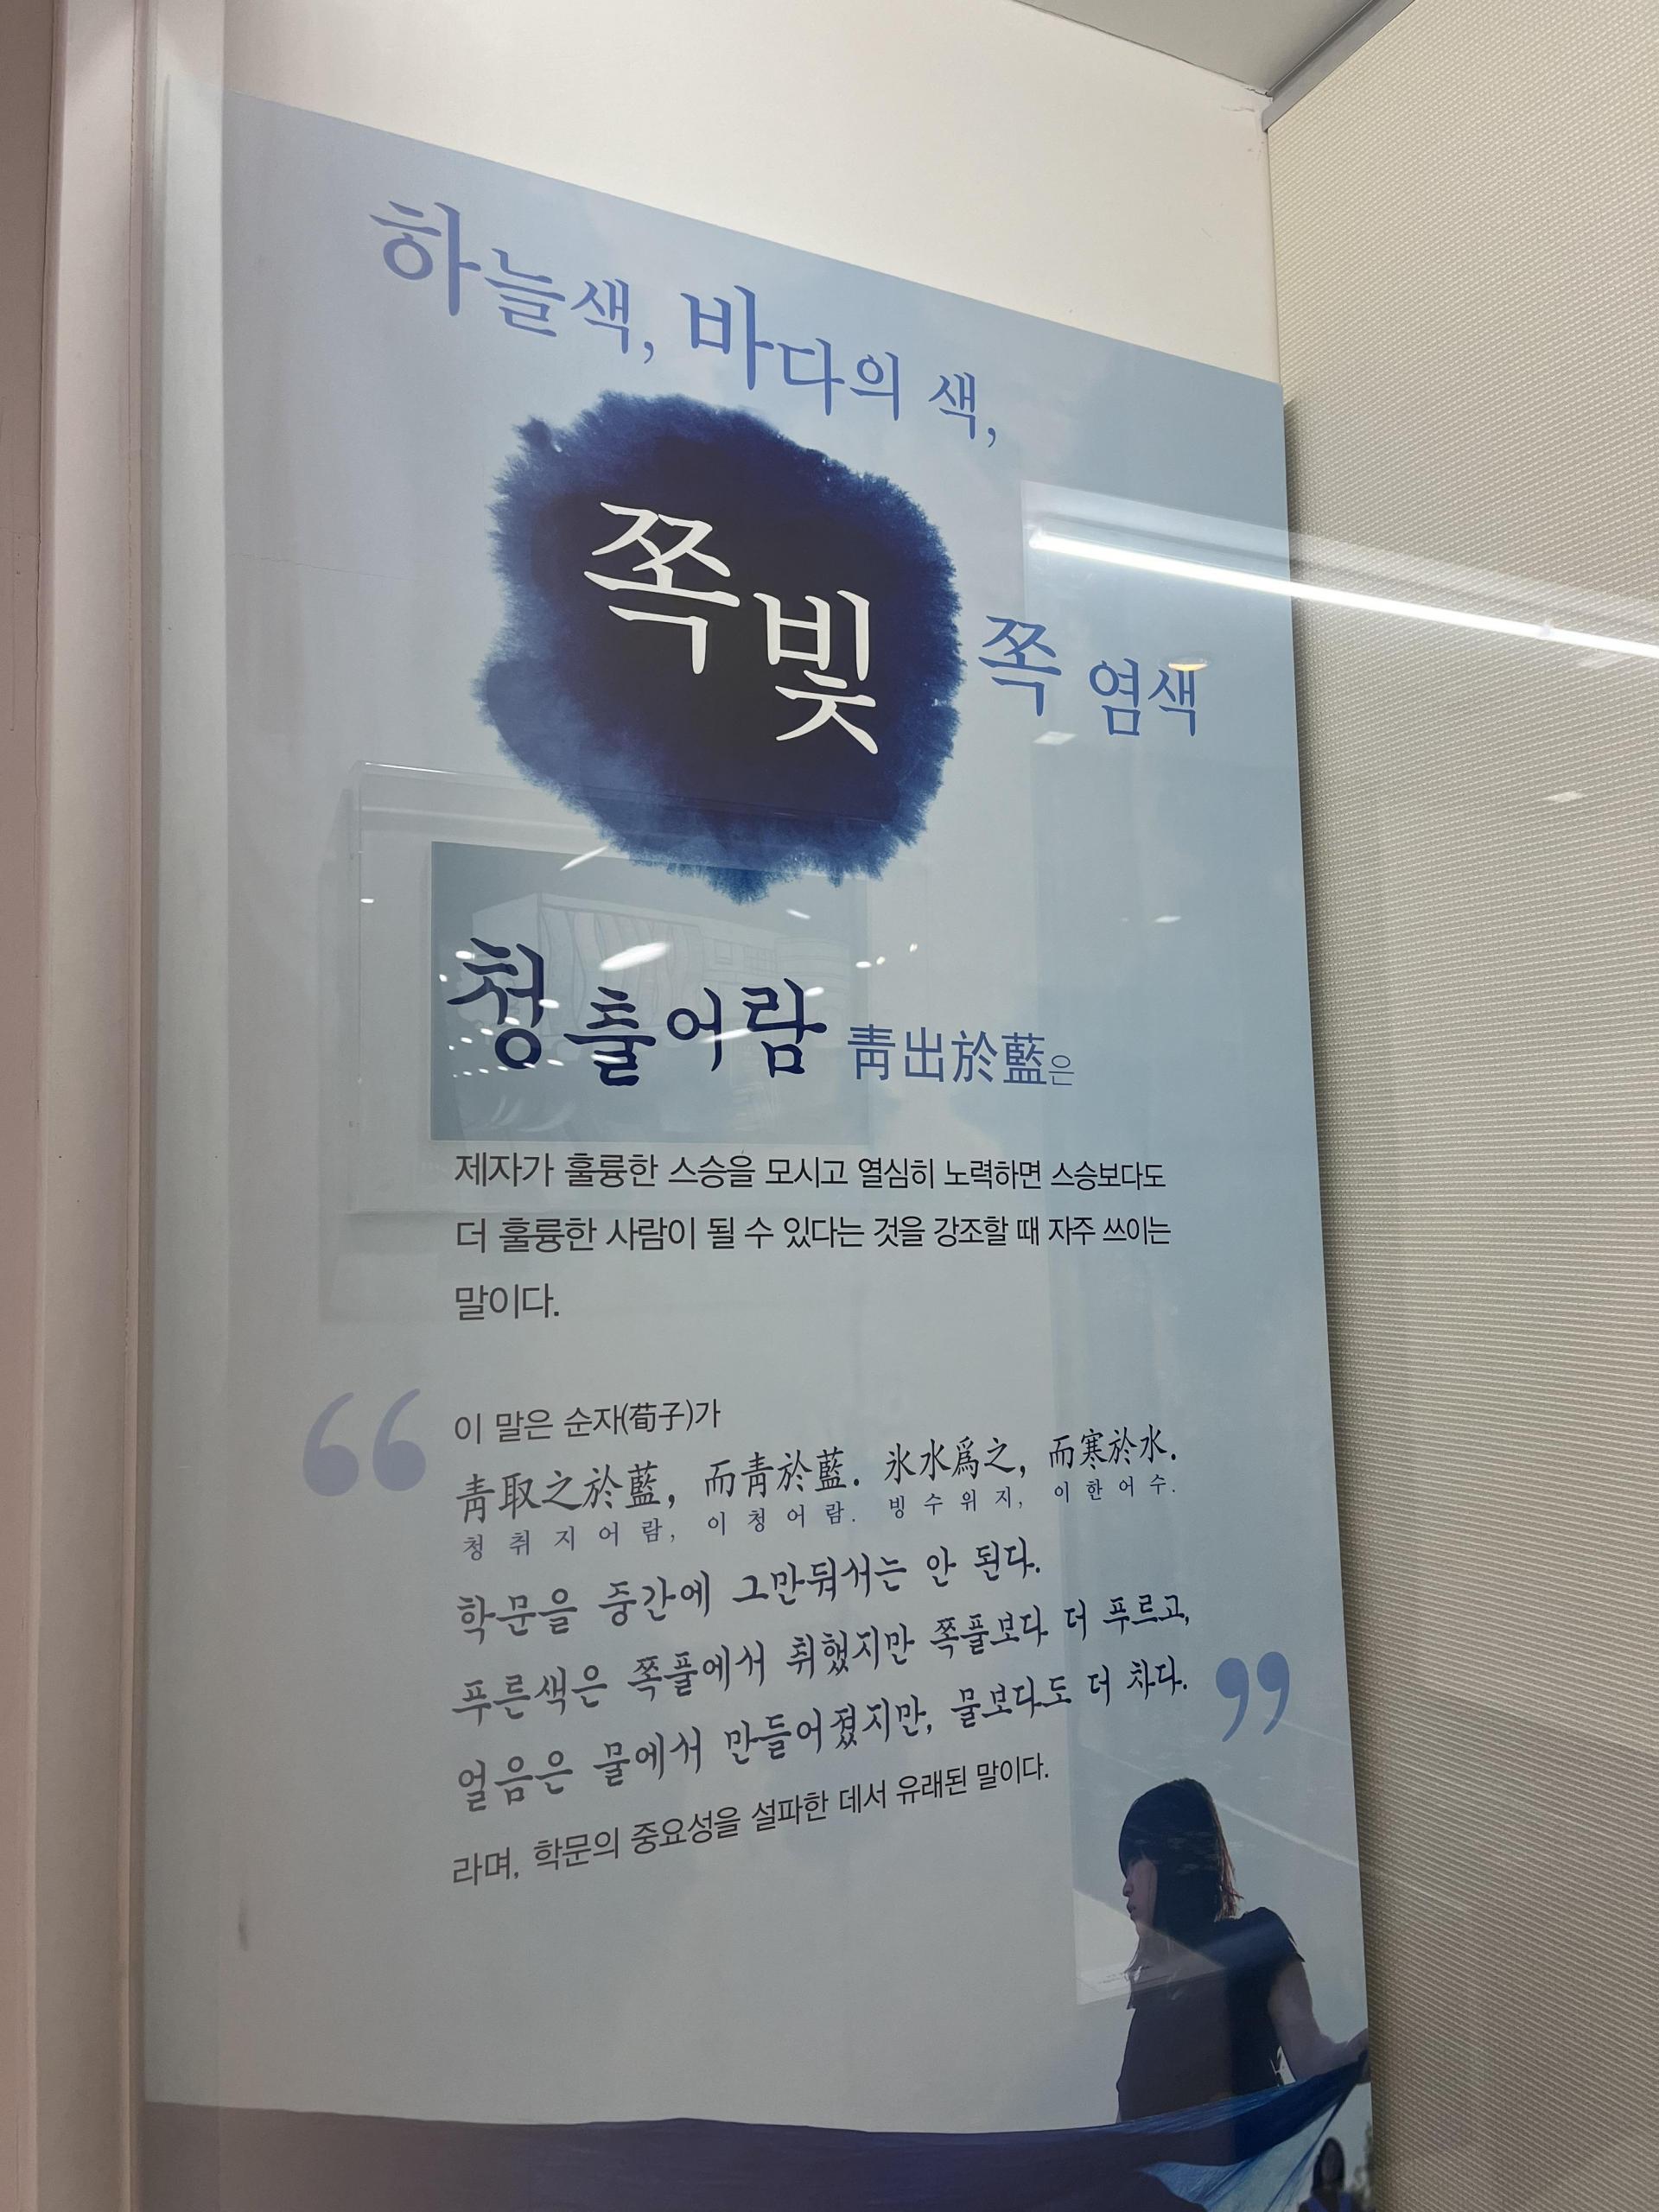 하늘색, 바다의 색,
쪽빛 쪽 염색
청출어람 靑出於藍은
제자가 훌륭한 스승을 모시고 열심히 노력하면 스승보다도
더 훌륭한 사람이 될 수 있다는 것을 강조할 때 자주 쓰이는
말이다.
“ 이 말은 순자(荀子)가
靑取之於藍, 而靑於藍. 氷水爲之, 而寒於水.
청취지어람, 이청어람. 빙수위지, 이한어수.
학문을 중간에 그만둬서는 안 된다.
푸른색은 쪽풀에서 취했지만 쪽풀보다 더 푸르고,
얼음은 물에서 만들어졌지만, 물보다도 더 차다. ”
라며, 학문의 중요성을 설파한 데서 유래된 말이다.